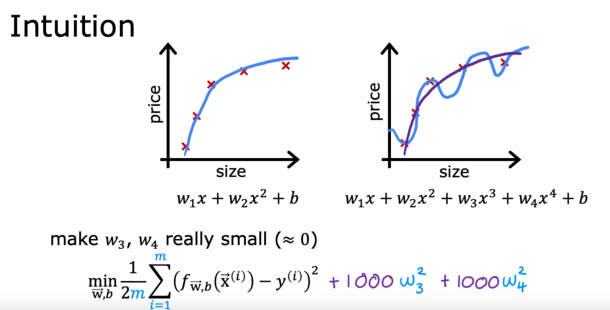 Intuition
price
size
w₁x + w₂x² + b
price
size
w₁x + w₂x² + w₃x³ + w₄x⁴ + b
make w₃, w₄ really small (≈ 0)
min w⃗,b 1/2m ∑ i=1 m (f w⃗,b(x⃗⁽ⁱ⁾) − y⁽ⁱ⁾)² + 1000 w₃² + 1000 w₄²